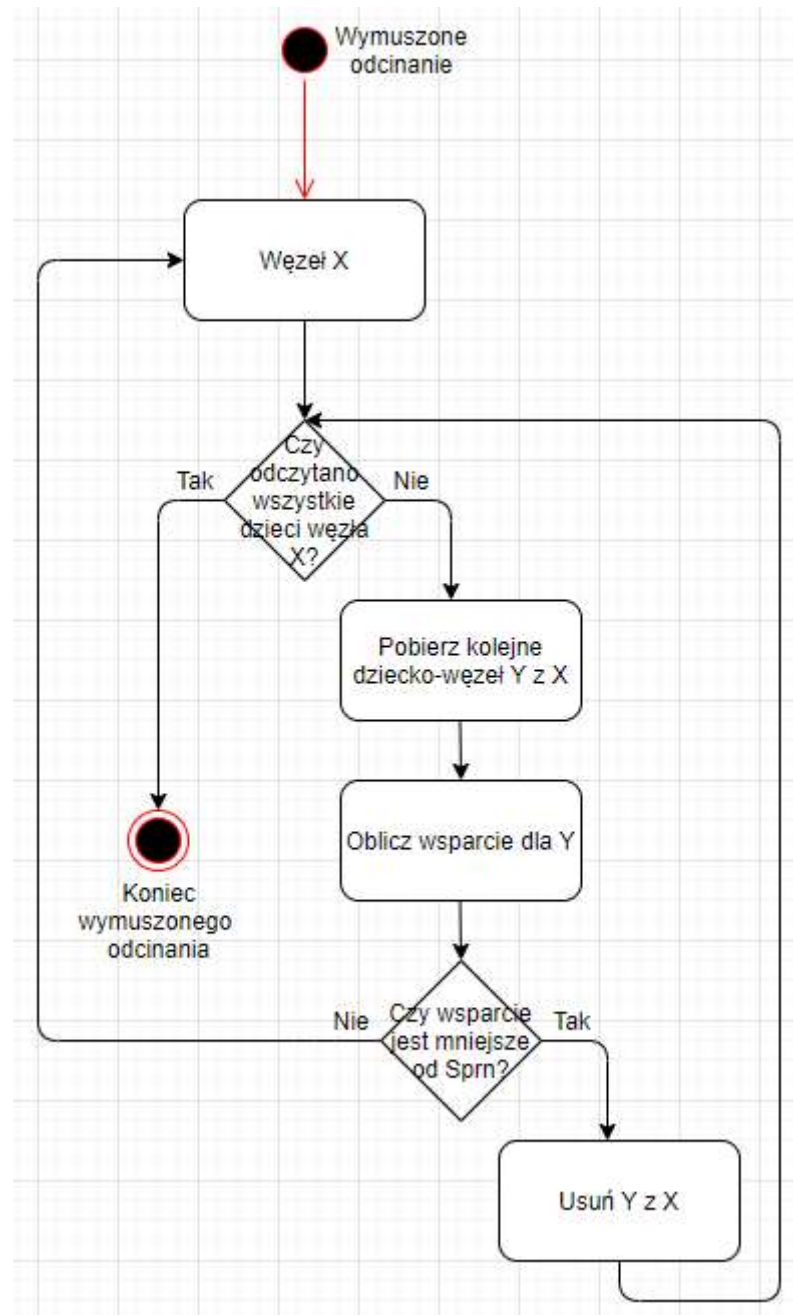 Wymuszone
odcinanie
Węzeł X
Czy
odczytano
wszystkie
dzieci węzła
X?
Tak
Nie
Pobierz kolejne
dziecko-węzeł Y z X
Oblicz wsparcie dla Y
Koniec
wymuszonego
odcinania
Czy wsparcie
jest mniejsze
od Sprn?
Nie
Tak
Usuń Y z X